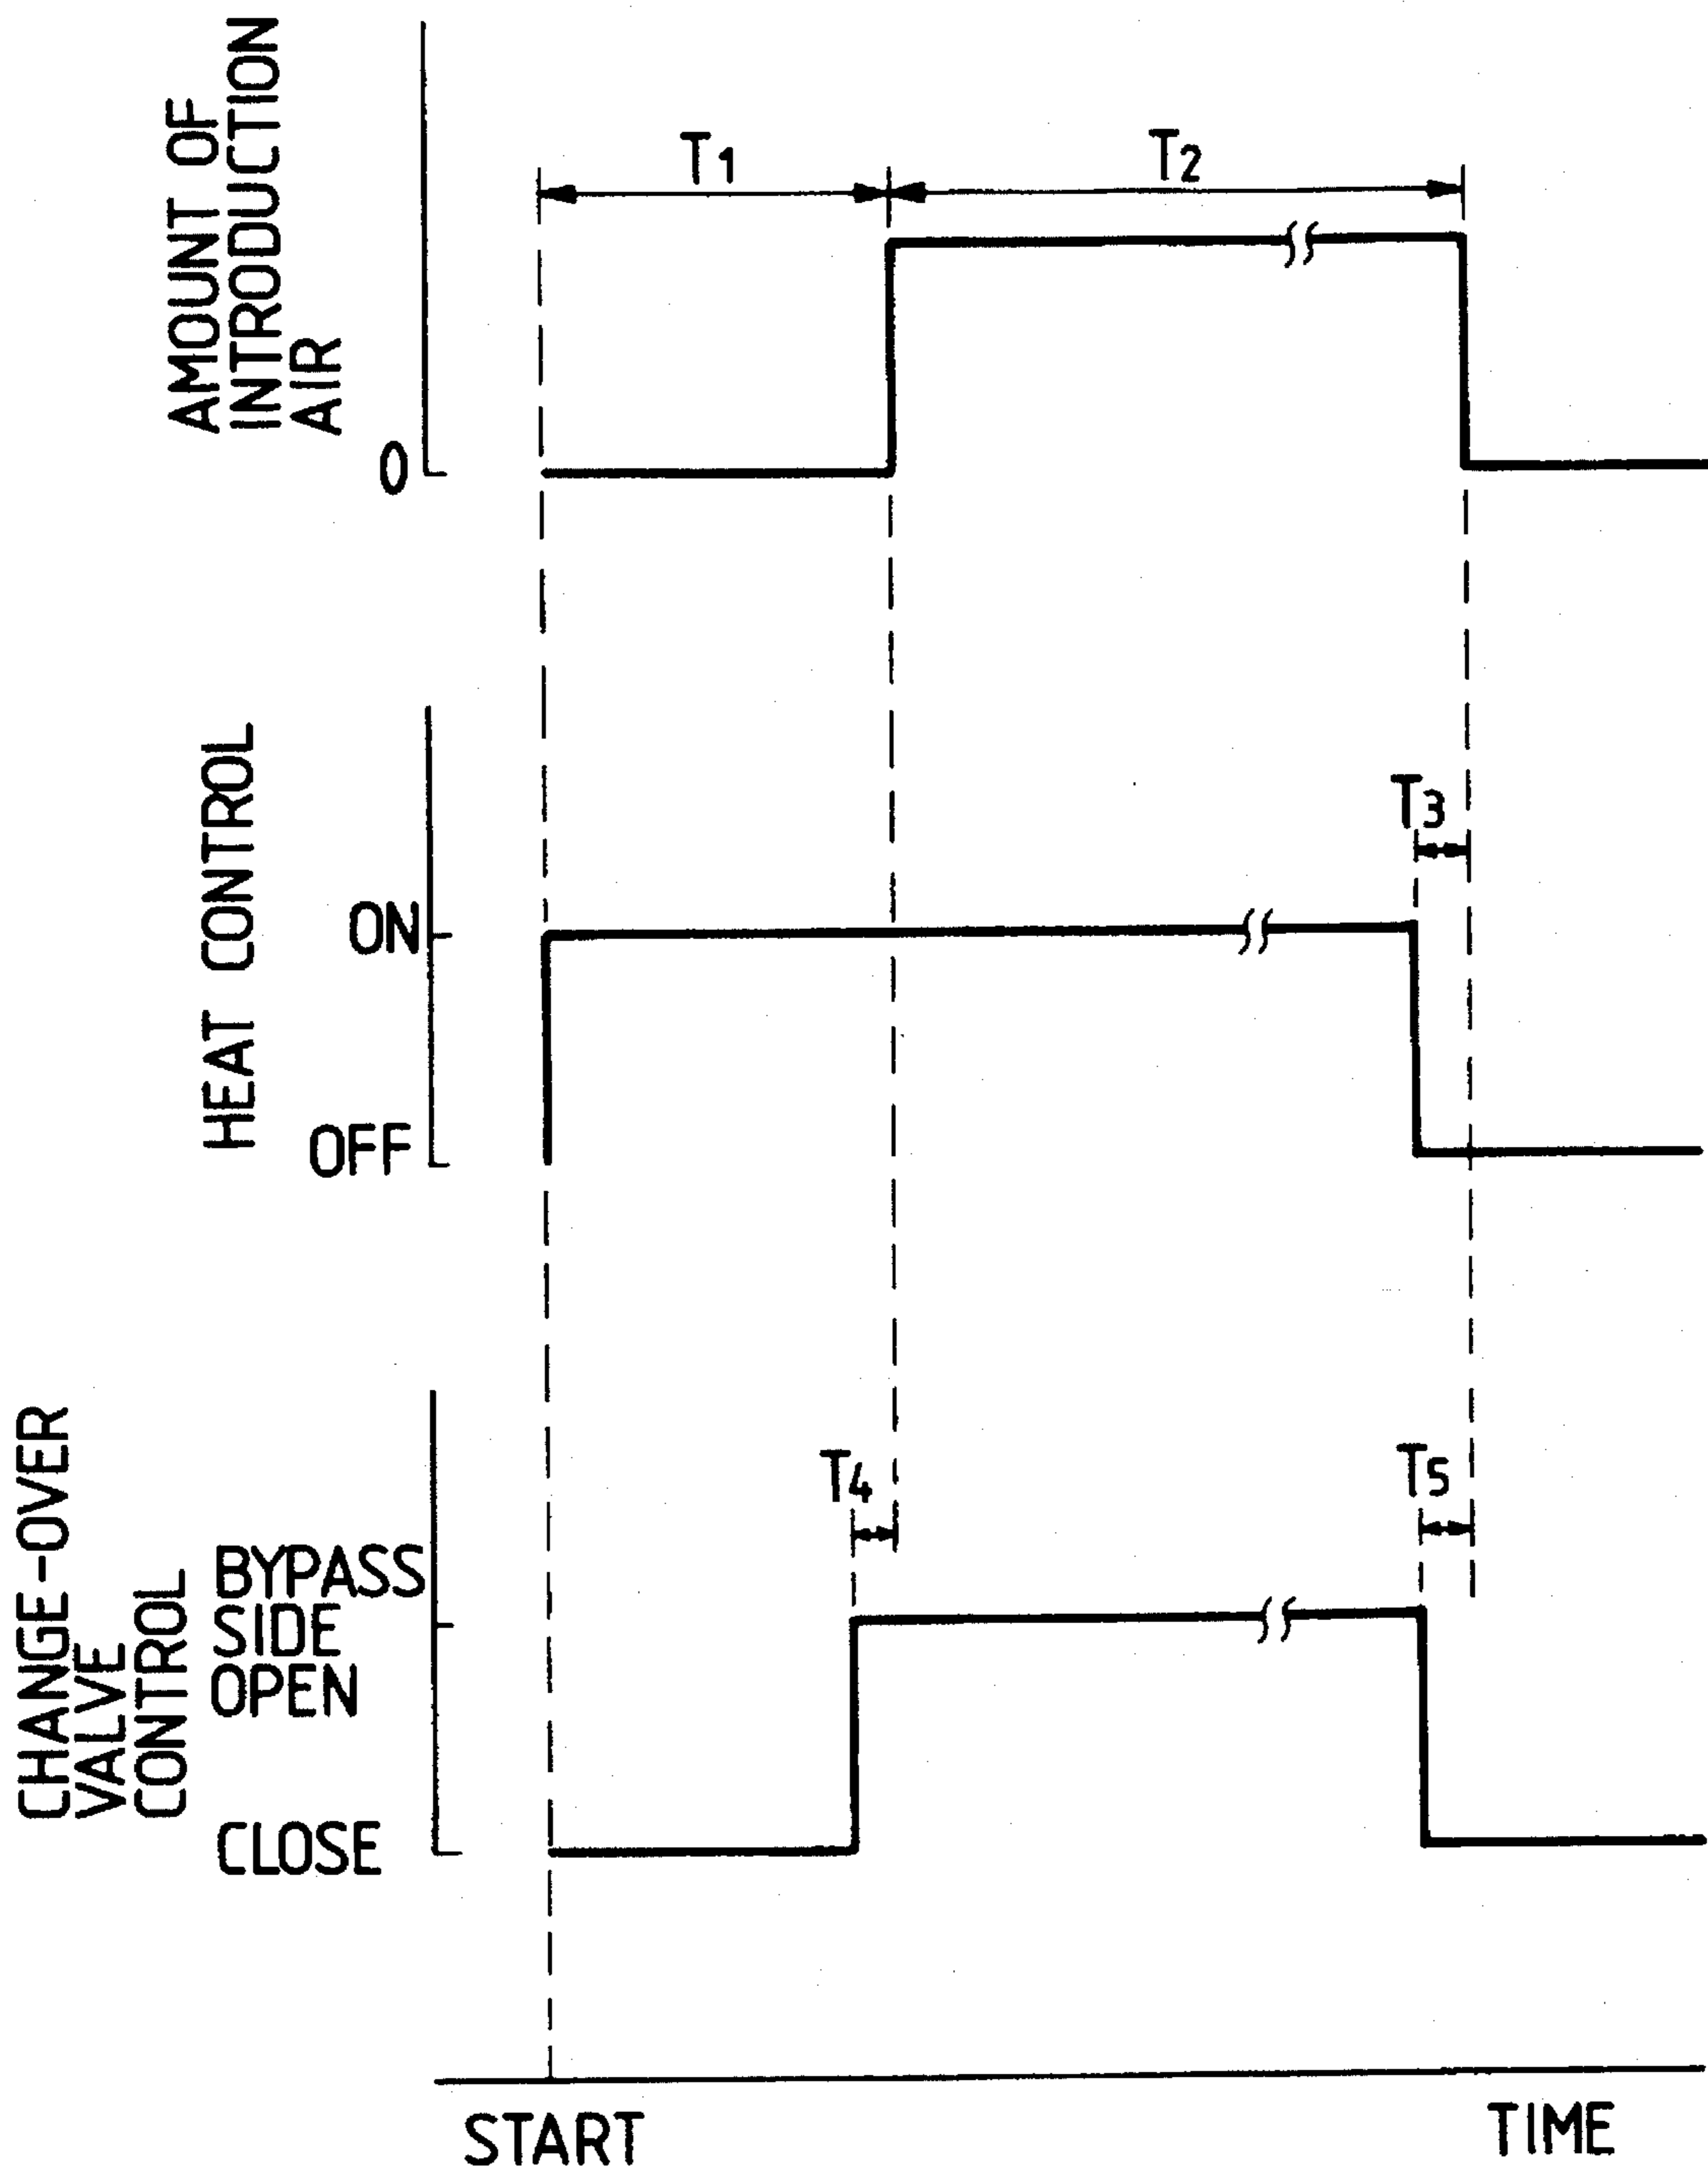 AMOUNT OF
INTRODUCTION
AIR
0
T1
T2
HEAT CONTROL
ON
OFF
T3
CHANGE-OVER
VALVE
CONTROL
BYPASS
SIDE
OPEN
CLOSE
T4
T5
START
TIME